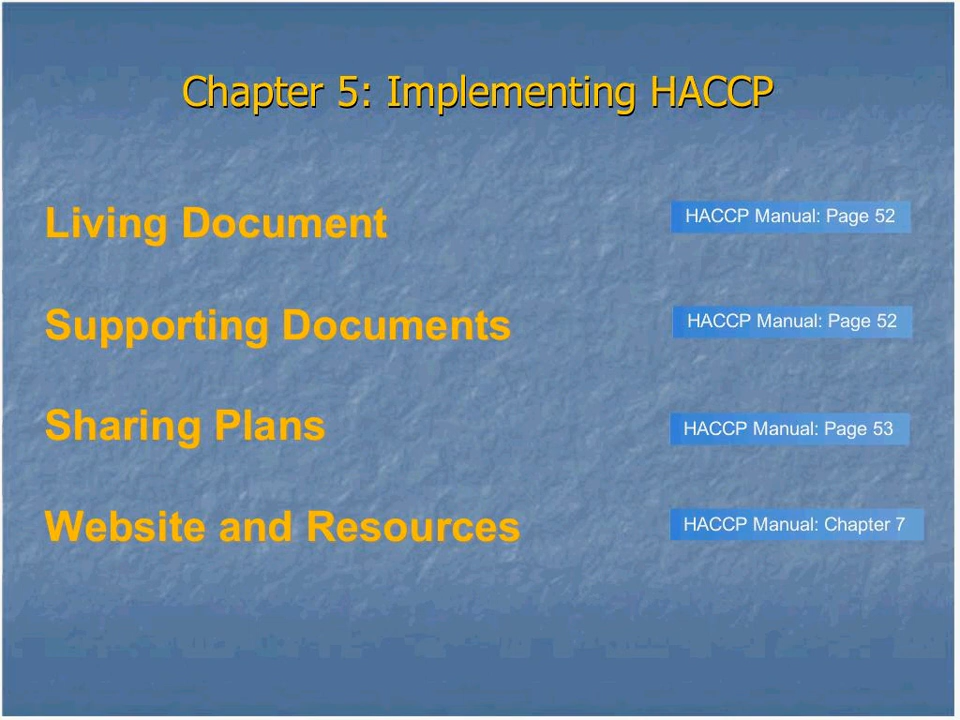 Chapter 5: Implementing HACCP
Living Document
HACCP Manual: Page 52
Supporting Documents
HACCP Manual: Page 52
Sharing Plans
HACCP Manual: Page 53
Website and Resources
HACCP Manual: Chapter 7